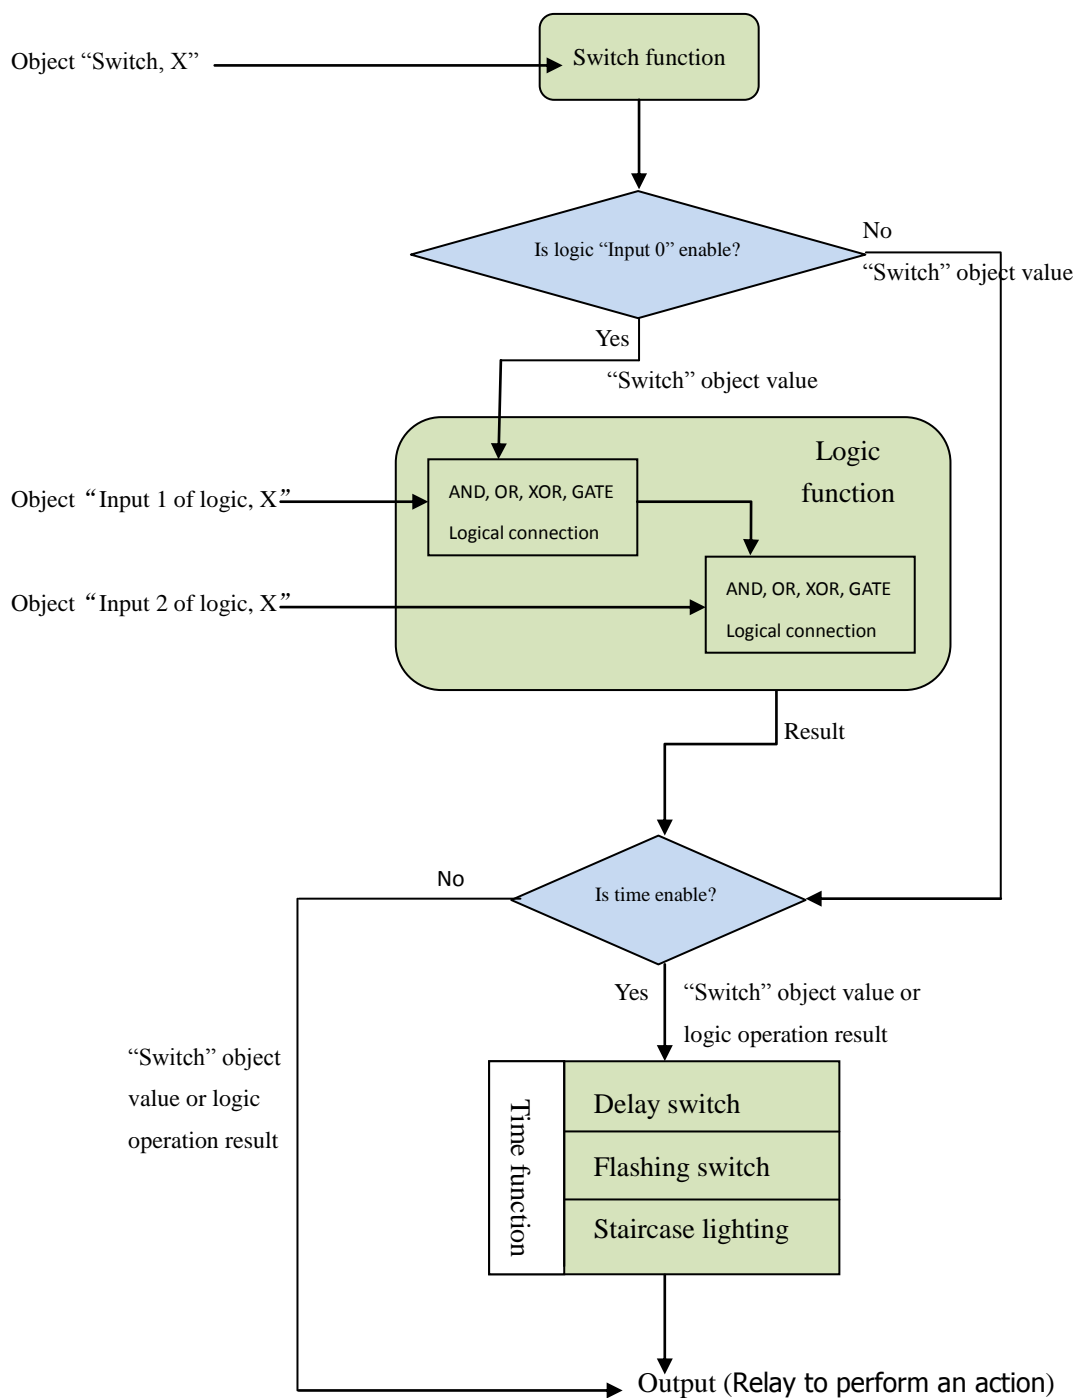 Object “Switch, X”
Switch function
Is logic “Input 0” enable?
No
“Switch” object value
Yes
“Switch” object value
Logic
function
Object “Input 1 of logic, X”
AND, OR, XOR, GATE
Logical connection
Object “Input 2 of logic, X”
AND, OR, XOR, GATE
Logical connection
Result
No
Is time enable?
Yes
“Switch” object value or
logic operation result
“Switch” object
value or logic
operation result
Time function
Delay switch
Flashing switch
Staircase lighting
Output (Relay to perform an action)